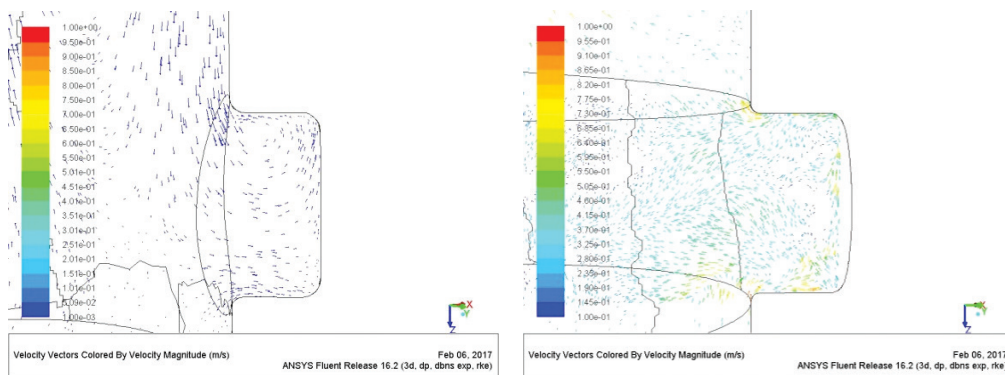 1.00e+00
9.50e-01
9.00e-01
8.50e-01
8.00e-01
7.50e-01
7.00e-01
6.50e-01
6.00e-01
5.50e-01
5.00e-01
4.51e-01
4.01e-01
3.51e-01
3.01e-01
2.51e-01
2.01e-01
1.51e-01
1.01e-01
1.00e-03
X
Y
Z
Velocity Vectors Colored By Velocity Magnitude (m/s)
Feb 06, 2017
ANSYS Fluent Release 16.2 (3d, dp, dbns exp, rke)
1.00e+00
9.55e-01
9.10e-01
8.65e-01
8.20e-01
7.75e-01
7.30e-01
6.85e-01
6.40e-01
5.95e-01
5.50e-01
5.05e-01
4.60e-01
4.15e-01
3.70e-01
3.25e-01
2.80e-01
2.35e-01
1.90e-01
1.45e-01
1.00e-01
X
Y
Z
Velocity Vectors Colored By Velocity Magnitude (m/s)
Feb 06, 2017
ANSYS Fluent Release 16.2 (3d, dp, dbns exp, rke)